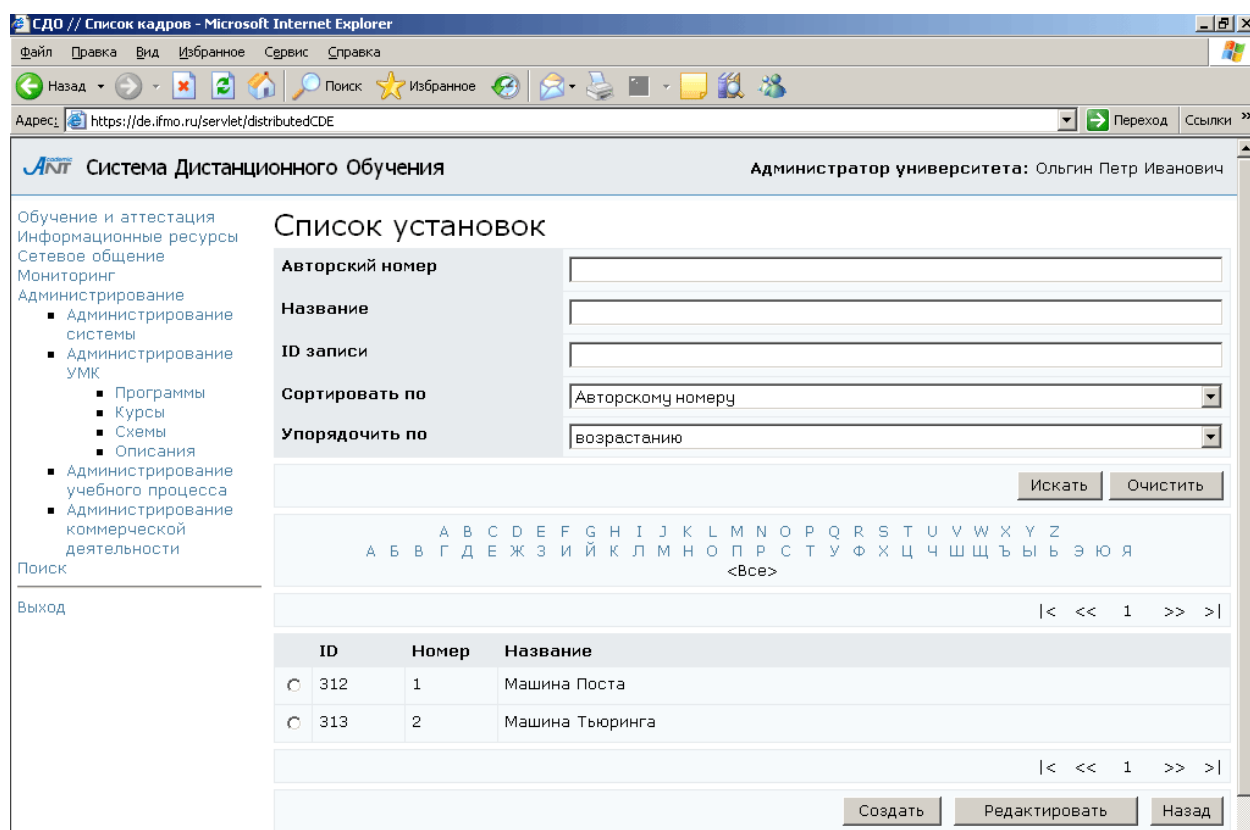 СДО // Список кадров - Microsoft Internet Explorer
Файл Правка Вид Избранное Сервис Справка
Назад Поиск Избранное
Адрес: https://de.ifmo.ru/servlet/distributedCDE Переход Ссылки »
Academic ANT Система Дистанционного Обучения Администратор университета: Ольгин Петр Иванович
Обучение и аттестация
Информационные ресурсы
Сетевое общение
Мониторинг
Администрирование
Администрирование
системы
Администрирование
УМК
Программы
Курсы
Схемы
Описания
Администрирование
учебного процесса
Администрирование
коммерческой
деятельности
Поиск
Выход
Список установок
Авторский номер
Название
ID записи
Сортировать по Авторскому номеру
Упорядочить по возрастанию
Искать Очистить
A B C D E F G H I J K L M N O P Q R S T U V W X Y Z
А Б В Г Д Е Ж З И Й К Л М Н О П Р С Т У Ф Х Ц Ч Ш Щ Ъ Ы Ь Э Ю Я
<Все>
|< << 1 >> >|
ID Номер Название
312 1 Машина Поста
313 2 Машина Тьюринга
|< << 1 >> >|
Создать Редактировать Назад